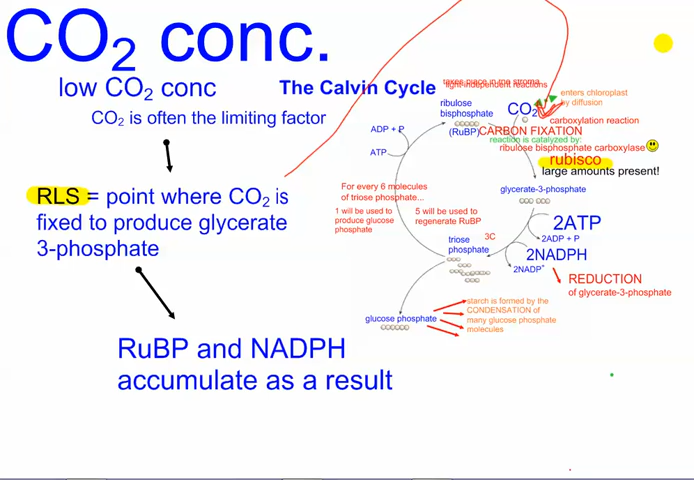 CO₂ conc.
low CO₂ conc
CO₂ is often the limiting factor
RLS = point where CO₂ is
fixed to produce glycerate
3-phosphate
RuBP and NADPH
accumulate as a result
The Calvin Cycle
takes place in the stroma
light-independent reactions
ribulose
bisphosphate
(RuBP)
CO₂
enters chloroplast
by diffusion
carboxylation reaction
CARBON FIXATION
reaction is catalyzed by:
ribulose bisphosphate carboxylase
rubisco
large amounts present!
ADP + P
ATP
glycerate-3-phosphate
For every 6 molecules
of triose phosphate...
1 will be used to
produce glucose
phosphate
5 will be used to
regenerate RuBP
2ATP
2ADP + P
3C
triose
phosphate
2NADPH
2NADP⁺
REDUCTION
of glycerate-3-phosphate
glucose phosphate
starch is formed by the
CONDENSATION of
many glucose phosphate
molecules